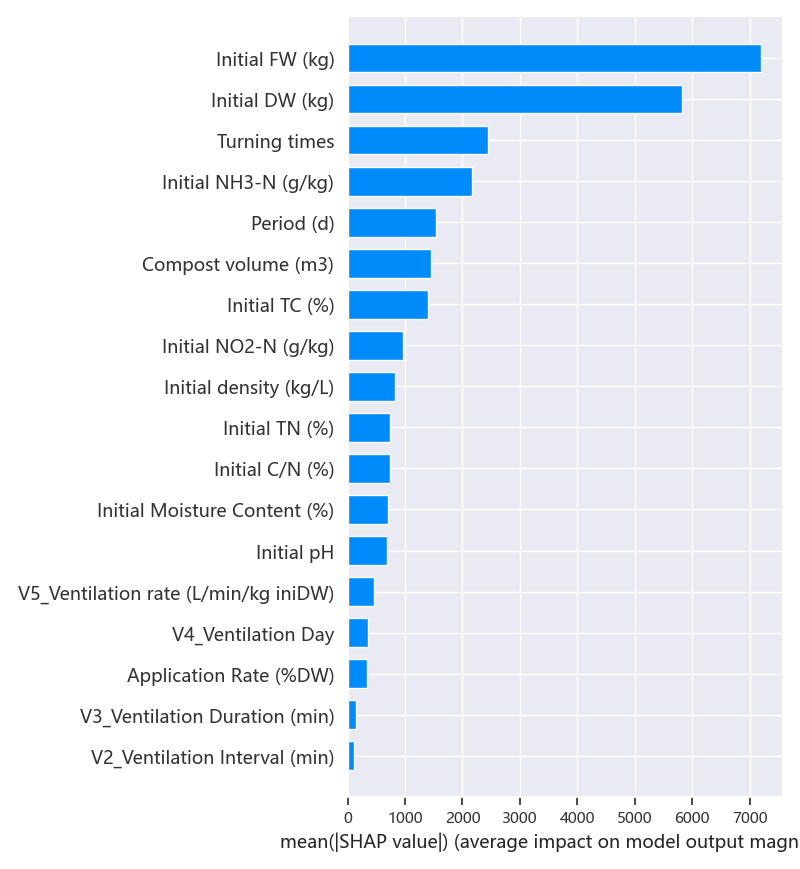 Initial FW (kg)
Initial DW (kg)
Turning times
Initial NH3-N (g/kg)
Period (d)
Compost volume (m3)
Initial TC (%)
Initial NO2-N (g/kg)
Initial density (kg/L)
Initial TN (%)
Initial C/N (%)
Initial Moisture Content (%)
Initial pH
V5_Ventilation rate (L/min/kg iniDW)
V4_Ventilation Day
Application Rate (%DW)
V3_Ventilation Duration (min)
V2_Ventilation Interval (min)
0 1000 2000 3000 4000 5000 6000 7000
mean(|SHAP value|) (average impact on model output magn